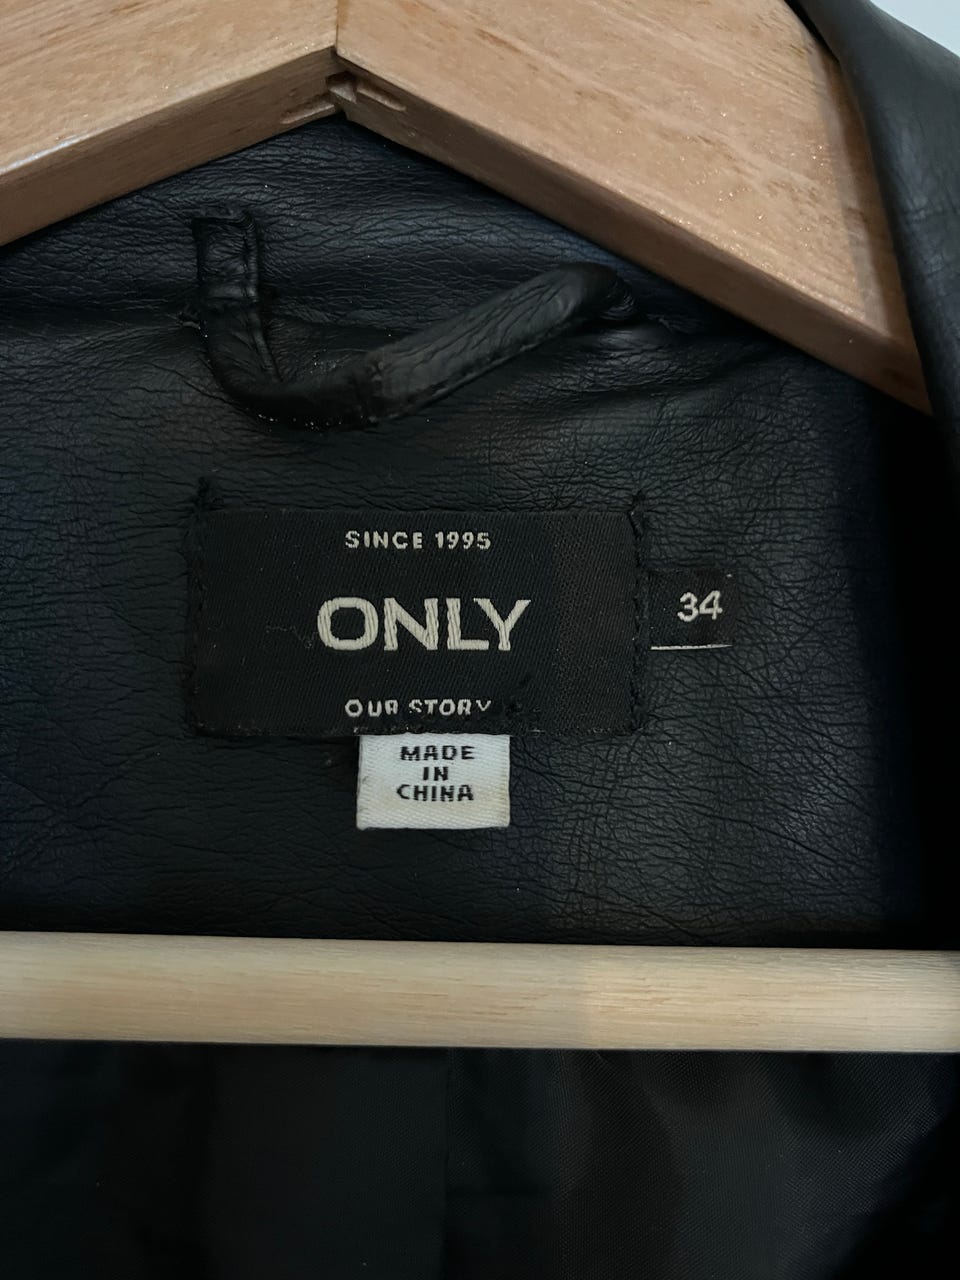 SINCE 1995
ONLY
34
OUR STORY
MADE
IN
CHINA